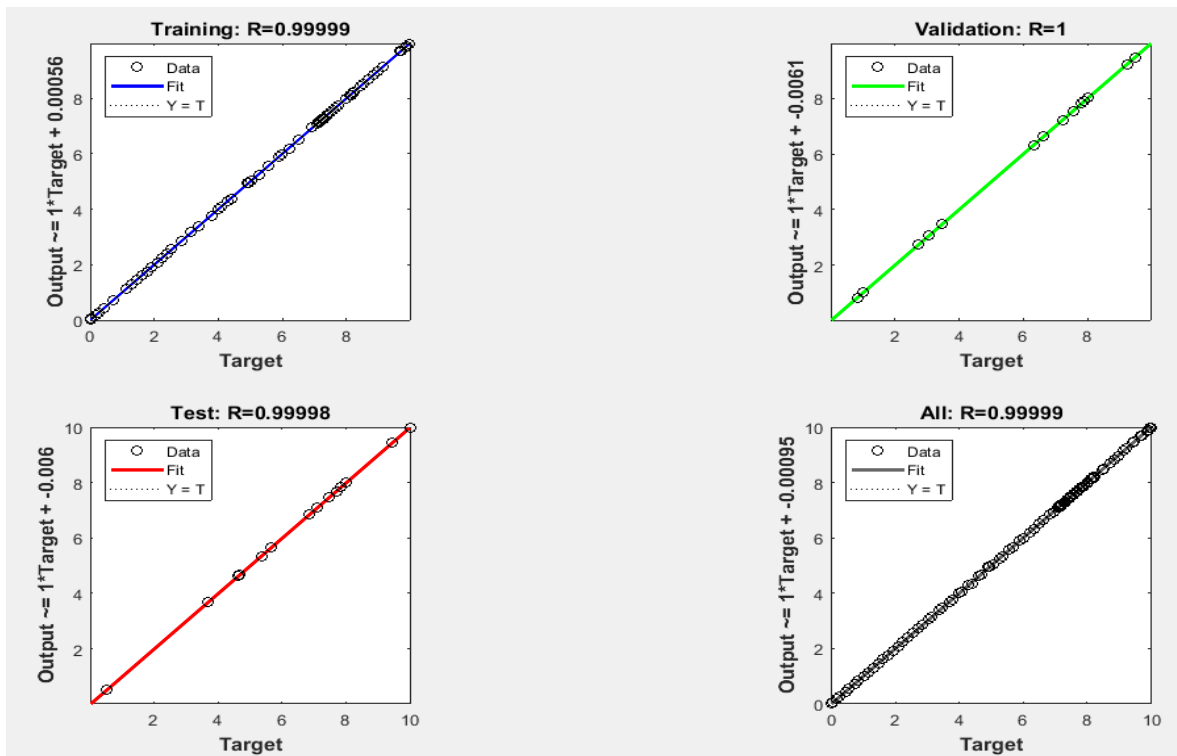 Training: R=0.99999
Data
Fit
Y = T
Output ~= 1*Target + 0.00056
8
6
4
2
0
0 2 4 6 8
Target
Validation: R=1
Data
Fit
Y = T
Output ~= 1*Target + -0.0061
8
6
4
2
2 4 6 8
Target
Test: R=0.99998
Data
Fit
Y = T
Output ~= 1*Target + -0.006
10
8
6
4
2
2 4 6 8 10
Target
All: R=0.99999
Data
Fit
Y = T
Output ~= 1*Target + -0.00095
10
8
6
4
2
0
0 2 4 6 8 10
Target